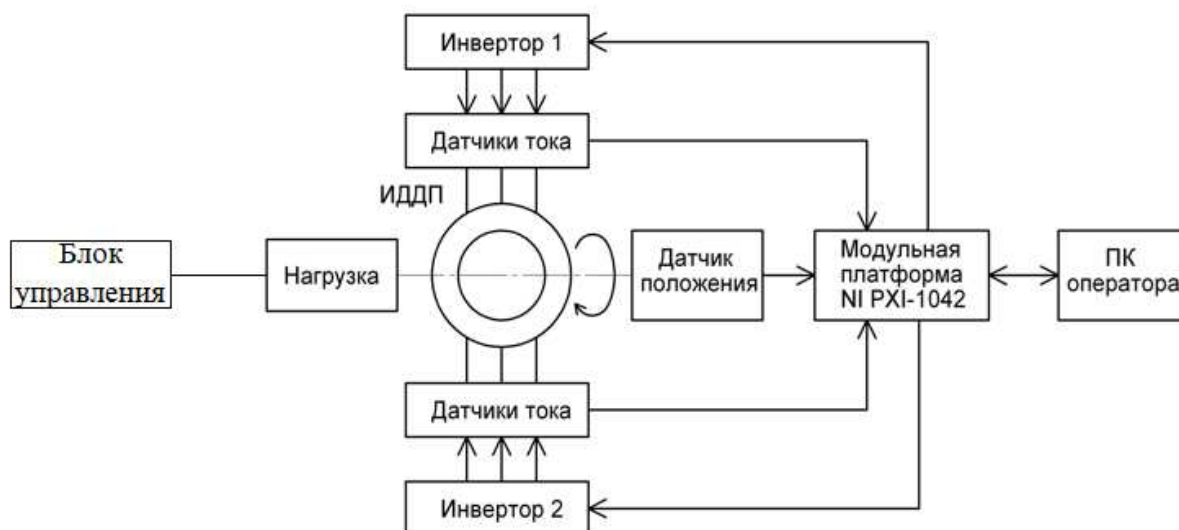 Инвертор 1
Датчики тока
ИДДП
Блок
управления
Нагрузка
Датчик
положения
Модульная
платформа
NI PXI-1042
ПК
оператора
Датчики тока
Инвертор 2